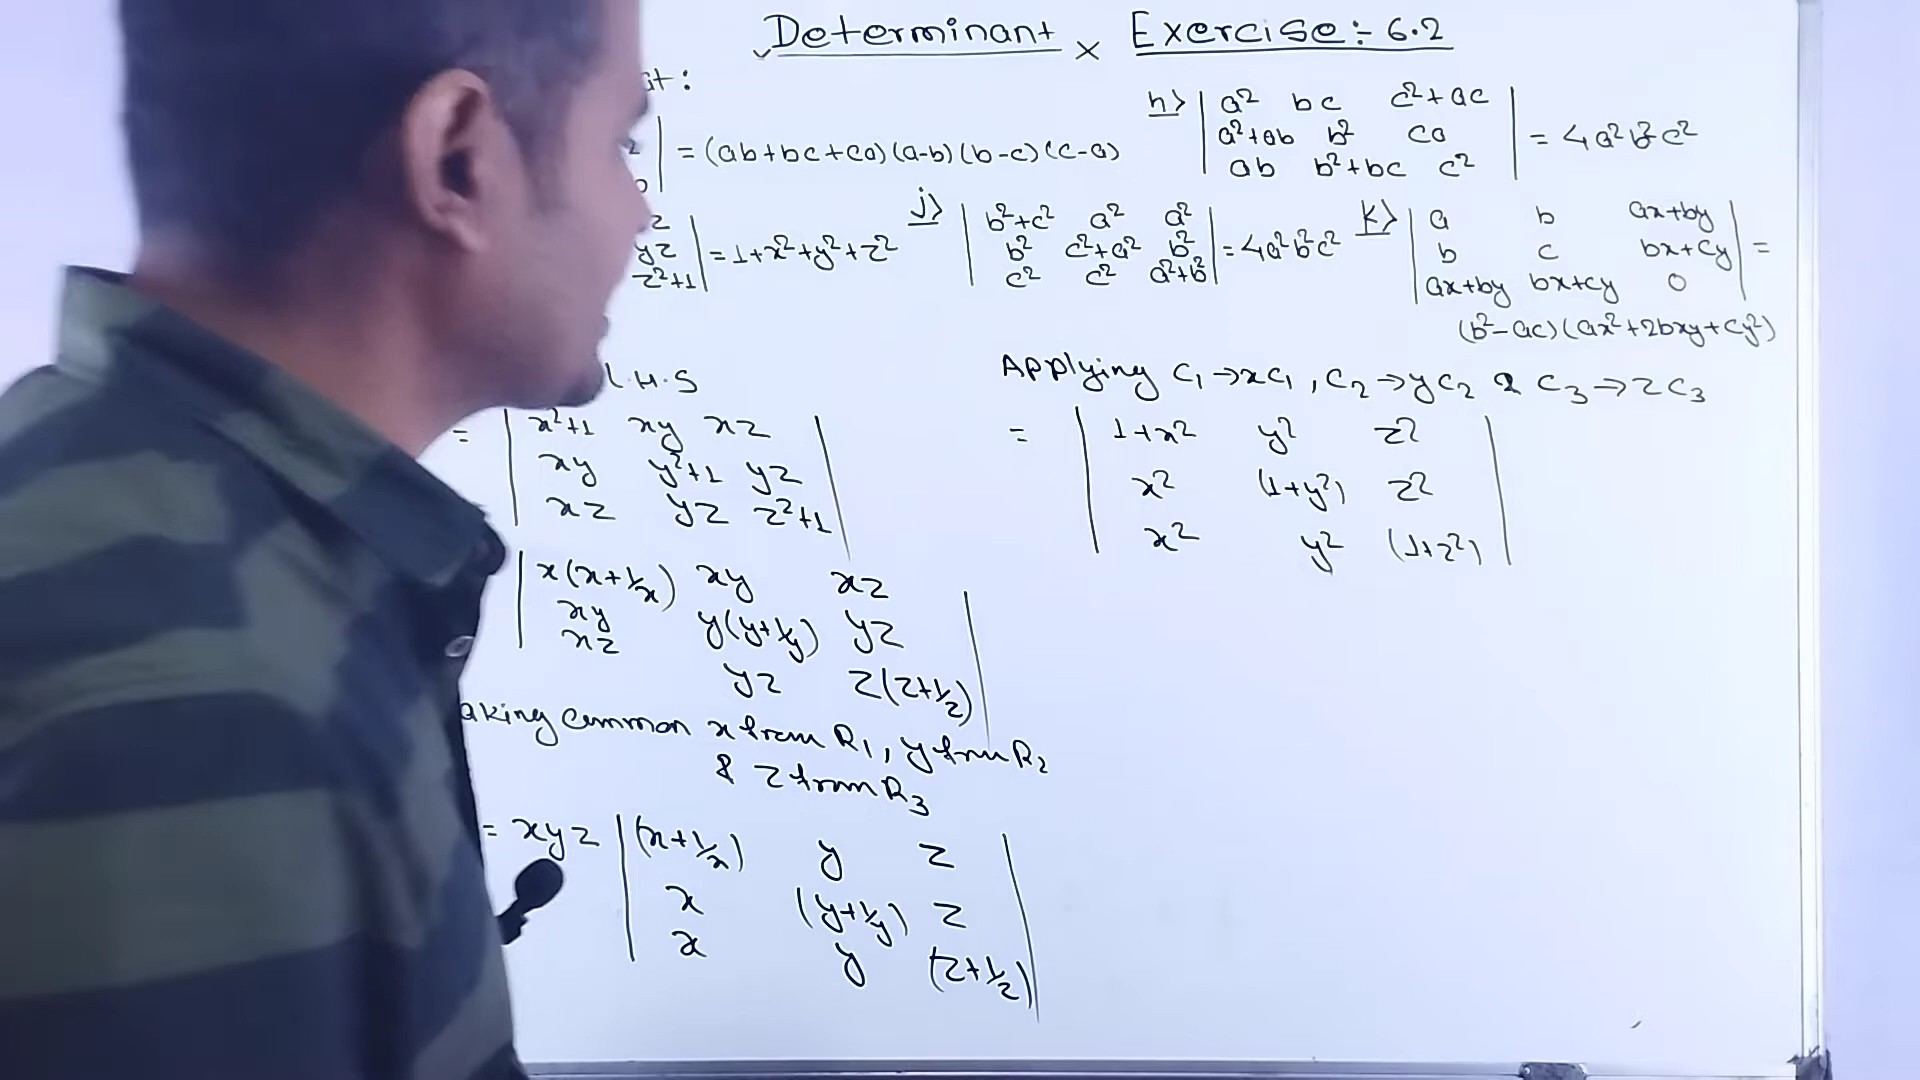 Determinant × Exercise:- 6.2
= (ab+bc+ca)(a-b)(b-c)(c-a)
h> | a² bc c²+ac |
| a²+ab b² ca | = 4a²b²c²
| ab b²+bc c² |
yz
z²+1 | = 1+x²+y²+z²
j> | b²+c² a² a² |
| b² c²+a² b² | = 4a²b²c²
| c² c² a²+b² |
k> | a b ax+by |
| b c bx+cy | =
| ax+by bx+cy 0 |
(b²-ac)(ax²+2bxy+cy²)
L.H.S
= | x²+1 xy xz |
| xy y²+1 yz |
| xz yz z²+1 |
| x(x+1/x) xy xz |
| xy y(y+1/y) yz |
| xz yz z(z+1/z) |
aking common x from R₁, y from R₂
& z from R₃
= xyz | (x+1/x) y z |
| x (y+1/y) z |
| x y (z+1/z) |
Applying C₁→xC₁, C₂→yC₂ & C₃→zC₃
= | 1+x² y² z² |
| x² (1+y²) z² |
| x² y² (1+z²) |